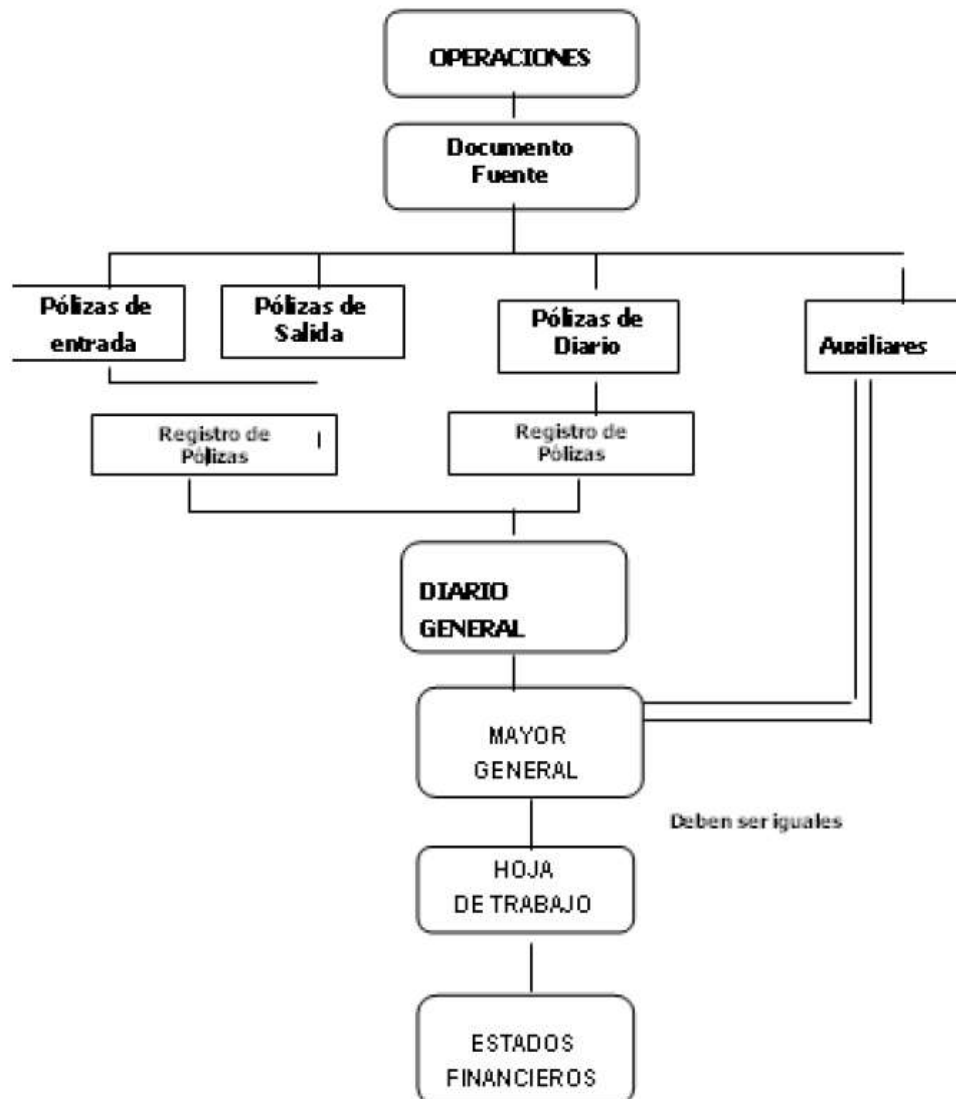 OPERACIONES
Documento
Fuente
Pólizas de
entrada
Pólizas de
Salida
Pólizas de
Diario
Auxiliares
Registro de
Pólizas
Registro de
Pólizas
DIARIO
GENERAL
MAYOR
GENERAL
Deben ser iguales
HOJA
DE TRABAJO
ESTADOS
FINANCIEROS